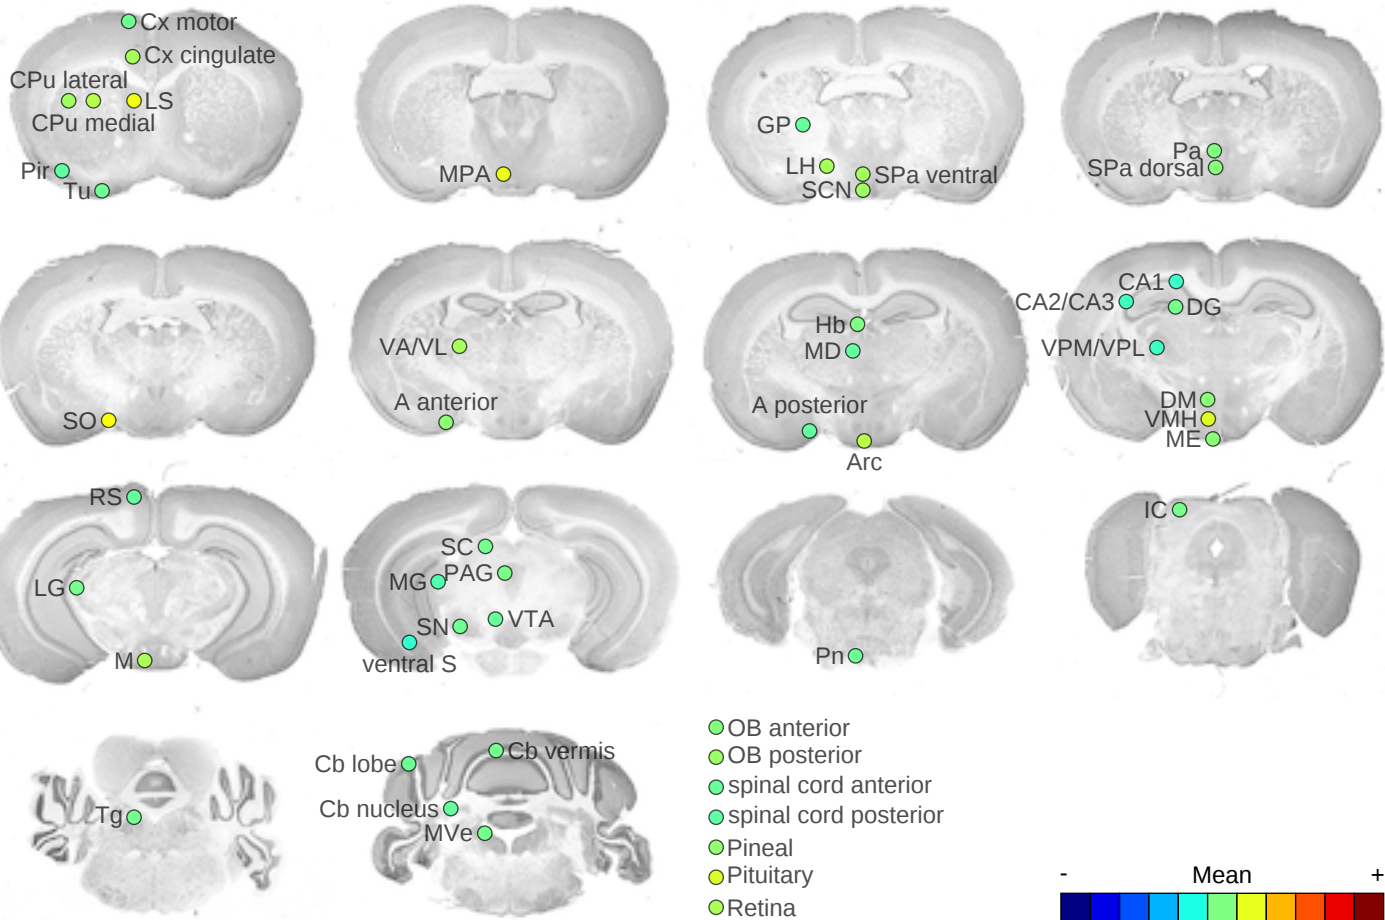 Cx motor
Cx cingulate
CPu lateral
LS
CPu medial
Pir
Tu
MPA
GP
LH
SPa ventral
SCN
Pa
SPa dorsal
SO
VA/VL
A anterior
Hb
MD
A posterior
Arc
CA1
CA2/CA3
DG
VPM/VPL
DM
VMH
ME
RS
LG
M
SC
MG
PAG
SN
VTA
ventral S
Pn
IC
Tg
Cb lobe
Cb vermis
Cb nucleus
MVe
OB anterior
OB posterior
spinal cord anterior
spinal cord posterior
Pineal
Pituitary
Retina
- Mean +